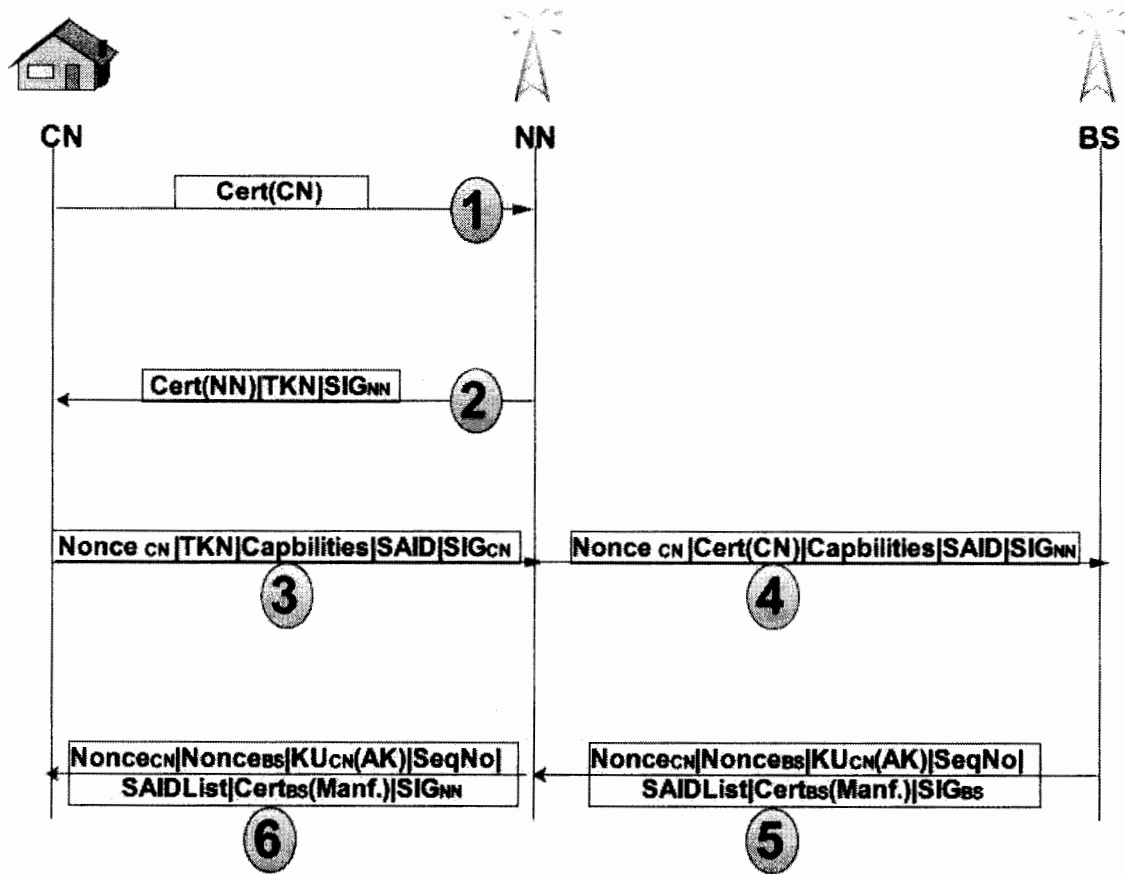 CN NN BS
Cert(CN)
1
Cert(NN)|TKN|SIGNN
2
Nonce CN|TKN|Capbilities|SAID|SIGCN
3
Nonce CN|Cert(CN)|Capbilities|SAID|SIGNN
4
NonceCN|NonceBS|KUCN(AK)|SeqNo|
SAIDList|CertBS(Manf.)|SIGNN
6
NonceCN|NonceBS|KUCN(AK)|SeqNo|
SAIDList|CertBS(Manf.)|SIGBS
5